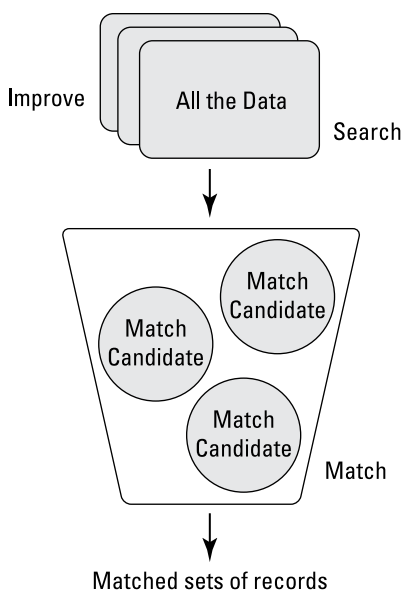 Improve
All the Data
Search
Match
Candidate
Match
Candidate
Match
Candidate
Match
Matched sets of records